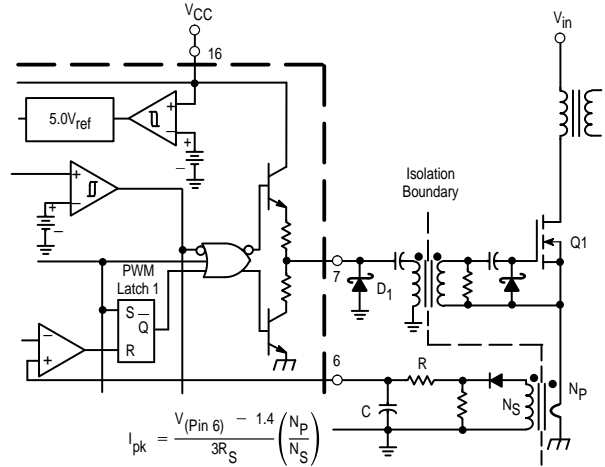 VCC
16
Vin
5.0Vref
+
−
+
−
+
−
+
−
Isolation
Boundary
Q1
7
D1
PWM
Latch 1
S
Q
R
−
+
6
R
C
NS
NP
Ipk = V(Pin 6) − 1.4 / 3RS (NP / NS)